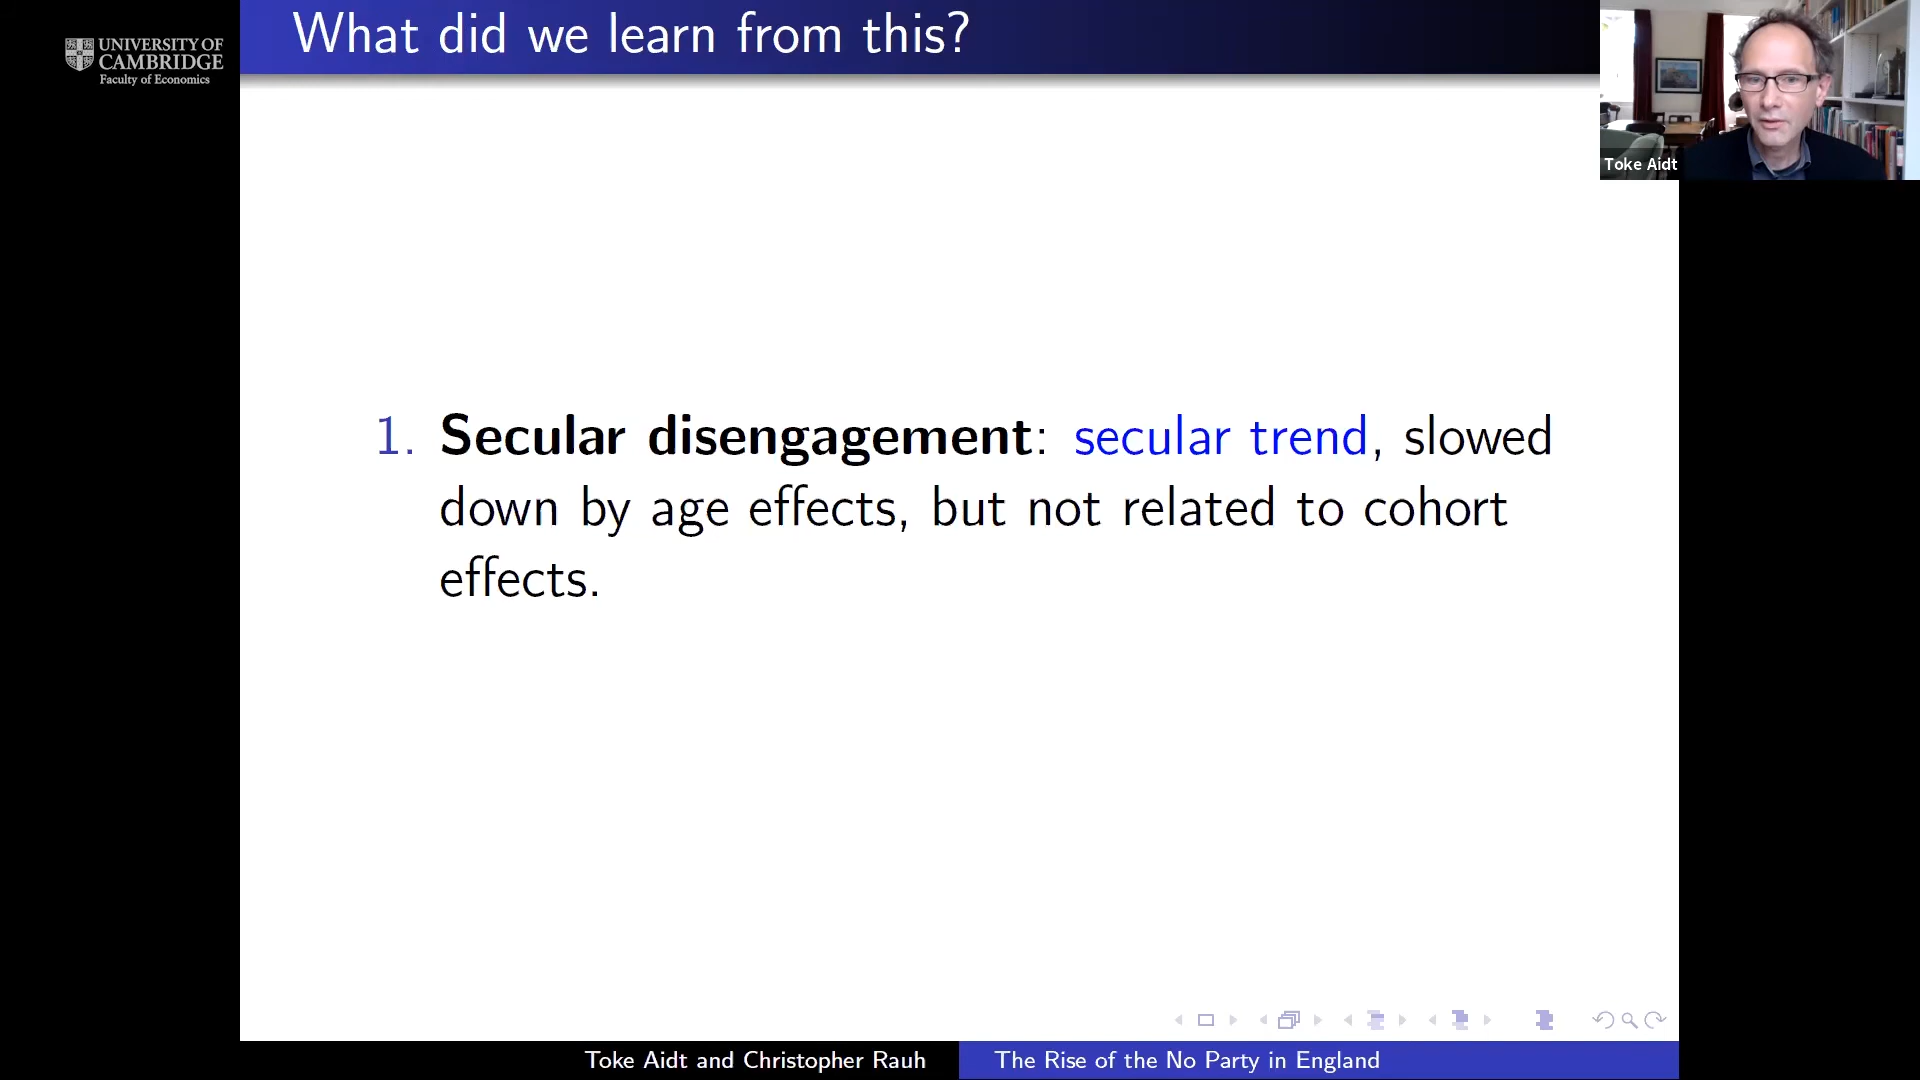 UNIVERSITY OF
CAMBRIDGE
Faculty of Economics
What did we learn from this?
Toke Aidt
1. Secular disengagement: secular trend, slowed
down by age effects, but not related to cohort
effects.
Toke Aidt and Christopher Rauh
The Rise of the No Party in England